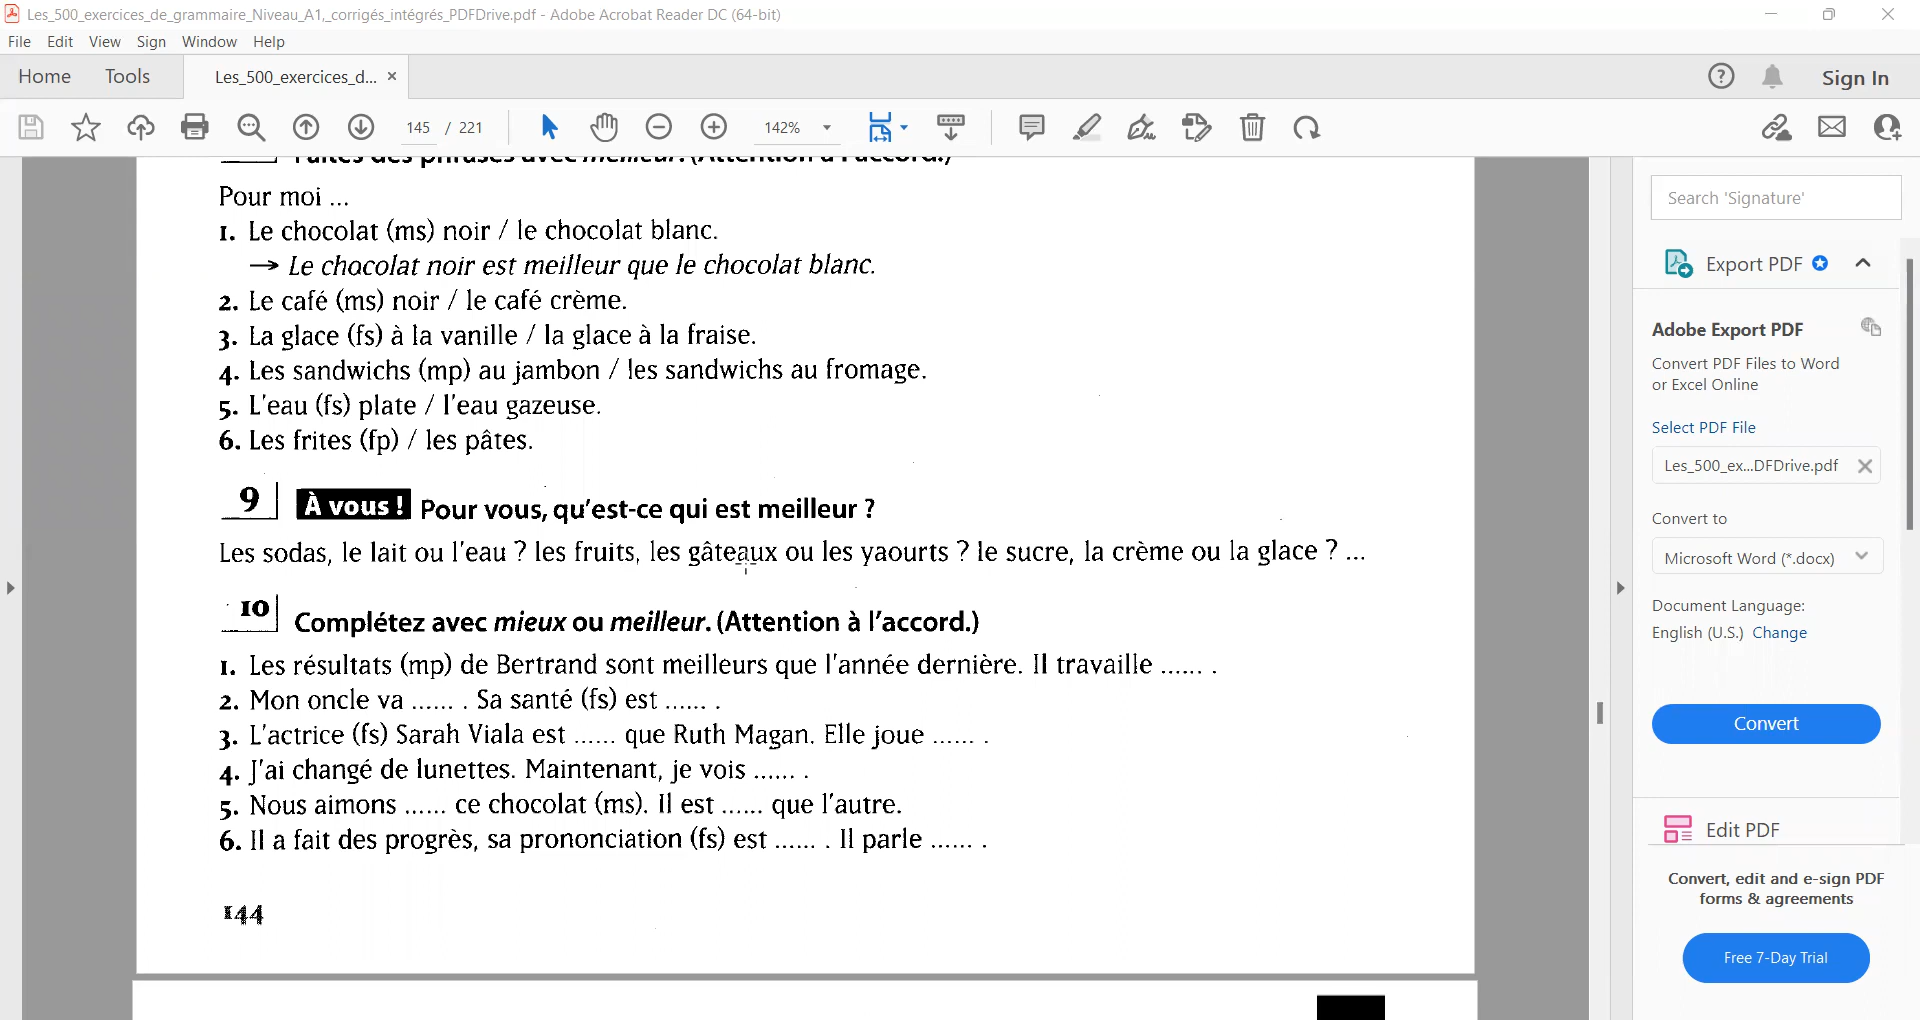 Les_500_exercices_de_grammaire_Niveau_A1,_corrigés_intégrés_PDFDrive.pdf - Adobe Acrobat Reader DC (64-bit)
File Edit View Sign Window Help
Home Tools Les_500_exercices_d... × Sign In
145 / 221 142%
Faites des phrases avec meilleur. (Attention à l'accord.)
Pour moi ...
1. Le chocolat (ms) noir / le chocolat blanc.
→ Le chocolat noir est meilleur que le chocolat blanc.
2. Le café (ms) noir / le café crème.
3. La glace (fs) à la vanille / la glace à la fraise.
4. Les sandwichs (mp) au jambon / les sandwichs au fromage.
5. L'eau (fs) plate / l'eau gazeuse.
6. Les frites (fp) / les pâtes.
9 À vous ! Pour vous, qu'est-ce qui est meilleur ?
Les sodas, le lait ou l'eau ? les fruits, les gâteaux ou les yaourts ? le sucre, la crème ou la glace ? ...
10 Complétez avec mieux ou meilleur. (Attention à l'accord.)
1. Les résultats (mp) de Bertrand sont meilleurs que l'année dernière. Il travaille ...... .
2. Mon oncle va ...... . Sa santé (fs) est ...... .
3. L'actrice (fs) Sarah Viala est ...... que Ruth Magan. Elle joue ...... .
4. J'ai changé de lunettes. Maintenant, je vois ...... .
5. Nous aimons ...... ce chocolat (ms). Il est ...... que l'autre.
6. Il a fait des progrès, sa prononciation (fs) est ...... . Il parle ...... .
144
Search 'Signature'
Export PDF
Adobe Export PDF
Convert PDF Files to Word
or Excel Online
Select PDF File
Les_500_ex...DFDrive.pdf
Convert to
Microsoft Word (*.docx)
Document Language:
English (U.S.) Change
Convert
Edit PDF
Convert, edit and e-sign PDF
forms & agreements
Free 7-Day Trial